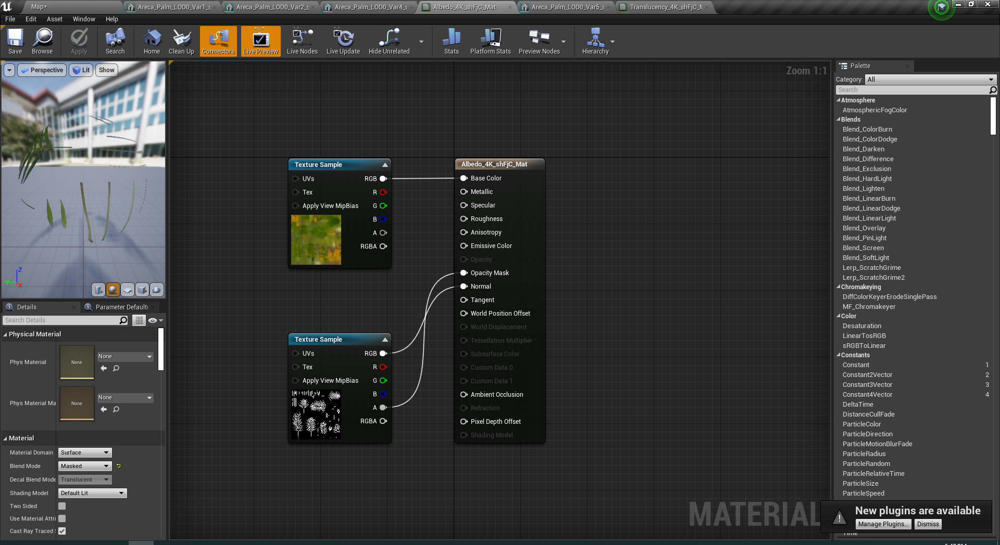 Map*
Areca_Palm_LOD0_Var1_s
Areca_Palm_LOD0_Var2_s
Areca_Palm_LOD0_Var4_s
Albedo_4K_shFjC_Mat
Areca_Palm_LOD0_Var5_s
Translucency_4K_shFjC_M
File Edit Asset Window Help
Save Browse Apply Search Home Clean Up Connectors Live Preview Live Nodes Live Update Hide Unrelated Stats Platform Stats Preview Nodes Hierarchy
Perspective Lit Show
Z
Y
X
Zoom 1:1
Texture Sample
UVs RGB
Tex R
Apply View MipBias G
B
A
RGBA
Texture Sample
UVs RGB
Tex R
Apply View MipBias G
B
A
RGBA
Albedo_4K_shFjC_Mat
Base Color
Metallic
Specular
Roughness
Anisotropy
Emissive Color
Opacity
Opacity Mask
Normal
Tangent
World Position Offset
World Displacement
Tessellation Multiplier
Subsurface Color
Custom Data 0
Custom Data 1
Ambient Occlusion
Refraction
Pixel Depth Offset
Shading Model
MATERIAL
Details Parameter Defaults
Search Details
Physical Material
Phys Material None None
Phys Material Ma None None
Material
Material Domain Surface
Blend Mode Masked
Decal Blend Mode Translucent
Shading Model Default Lit
Two Sided
Use Material Attri
Cast Ray Traced S
Palette
Category: All
Search
Atmosphere
AtmosphericFogColor
Blends
Blend_ColorBurn
Blend_ColorDodge
Blend_Darken
Blend_Difference
Blend_Exclusion
Blend_HardLight
Blend_Lighten
Blend_LinearBurn
Blend_LinearDodge
Blend_LinearLight
Blend_Overlay
Blend_PinLight
Blend_Screen
Blend_SoftLight
Lerp_ScratchGrime
Lerp_ScratchGrime2
Chromakeying
DiffColorKeyerErodeSinglePass
MF_Chromakeyer
Color
Desaturation
LinearTosRGB
sRGBToLinear
Constants
Constant 1
Constant2Vector 2
Constant3Vector 3
Constant4Vector 4
DeltaTime
DistanceCullFade
ParticleColor
ParticleDirection
ParticleMotionBlurFade
ParticleRadius
ParticleRandom
ParticleRelativeTime
ParticleSize
ParticleSpeed
Time
New plugins are available
Manage Plugins... Dismiss
5:47 PM